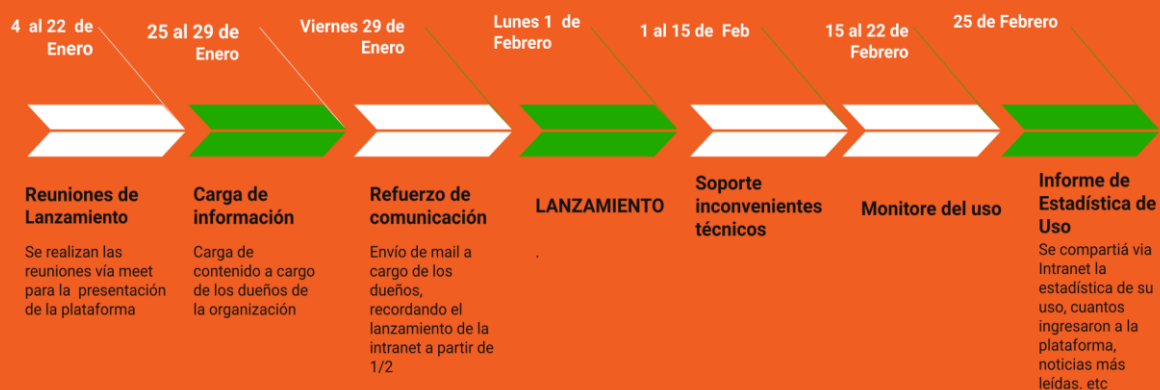 4 al 22 de
Enero
25 al 29 de
Enero
Viernes 29 de
Enero
Lunes 1 de
Febrero
1 al 15 de Feb
15 al 22 de
Febrero
25 de Febrero
Reuniones de
Lanzamiento
Se realizan las
reuniones vía meet
para la presentación
de la plataforma
Carga de
información
Carga de
contenido a cargo
de los dueños de
la organización
Refuerzo de
comunicación
Envío de mail a
cargo de los
dueños,
recordando el
lanzamiento de la
intranet a partir de
1/2
LANZAMIENTO
.
Soporte
inconvenientes
técnicos
Monitore del uso
Informe de
Estadística de
Uso
Se compartiá via
Intranet la
estadística de su
uso, cuantos
ingresaron a la
plataforma,
noticias más
leídas. etc